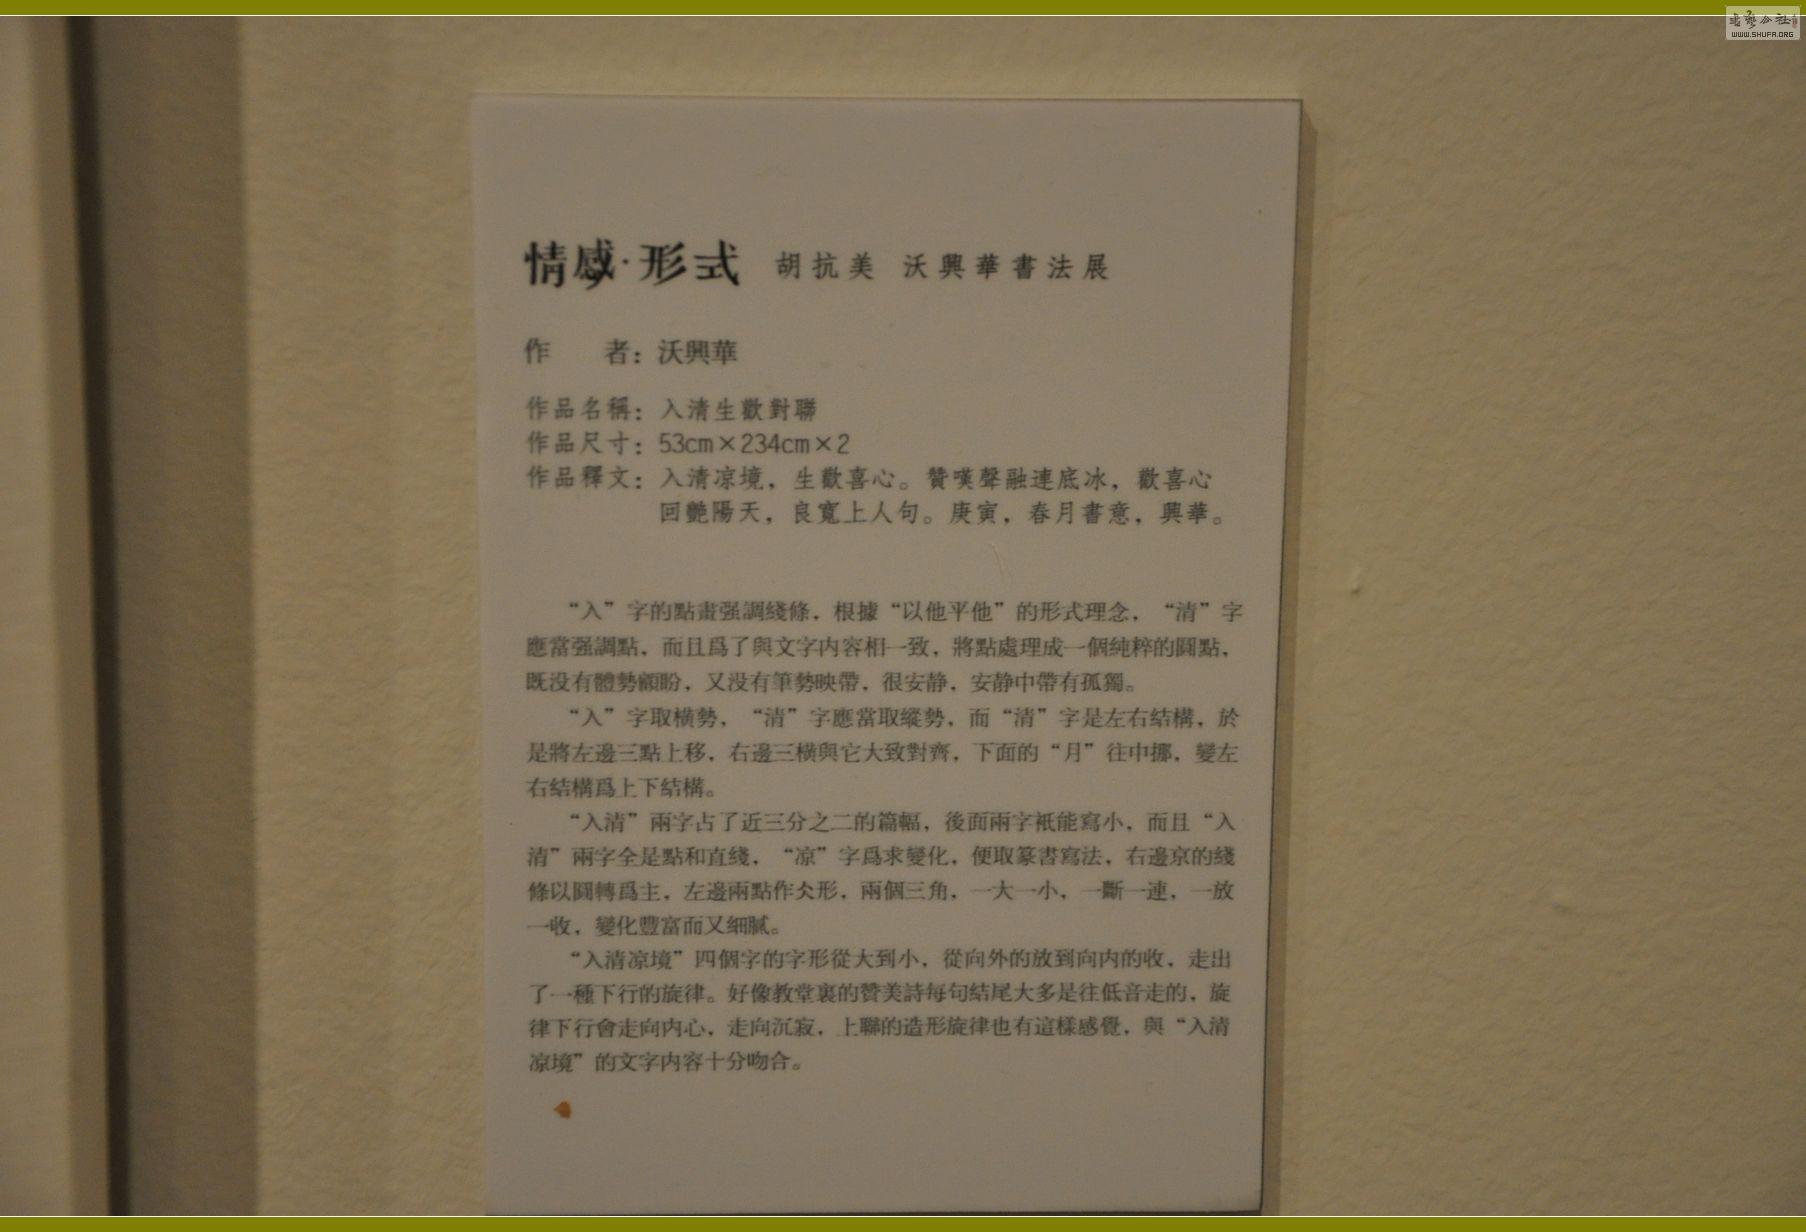 情感·形式 胡抗美 沃興華書法展
作 者：沃興華
作品名稱：入清生歡對聯
作品尺寸：53cm×234cm×2
作品釋文：入清凉境，生歡喜心。贊嘆聲融連底冰，歡喜心
回艷陽天，良寬上人句。庚寅，春月書意，興華。
“入”字的點畫强調綫條，根據“以他平他”的形式理念，“清”字
應當强調點，而且爲了與文字内容相一致，將點處理成一個純粹的圓點，
既没有體勢顧盼，又没有筆勢映帶，很安静，安静中帶有孤獨。
“入”字取横勢，“清”字應當取縱勢，而“清”字是左右結構，於
是將左邊三點上移，右邊三横與它大致對齊，下面的“月”往中挪，變左
右結構爲上下結構。
“入清”兩字占了近三分之二的篇幅，後面兩字衹能寫小，而且“入
清”兩字全是點和直綫，“凉”字爲求變化，便取篆書寫法，右邊京的綫
條以圓轉爲主，左邊兩點作仌形，兩個三角，一大一小，一斷一連，一放
一收，變化豐富而又細膩。
“入清凉境”四個字的字形從大到小，從向外的放到向内的收，走出
了一種下行的旋律。好像教堂裏的贊美詩每句結尾大多是往低音走的，旋
律下行會走向内心，走向沉寂，上聯的造形旋律也有這樣感覺，與“入清
凉境”的文字内容十分吻合。
WWW.SHUFA.ORG